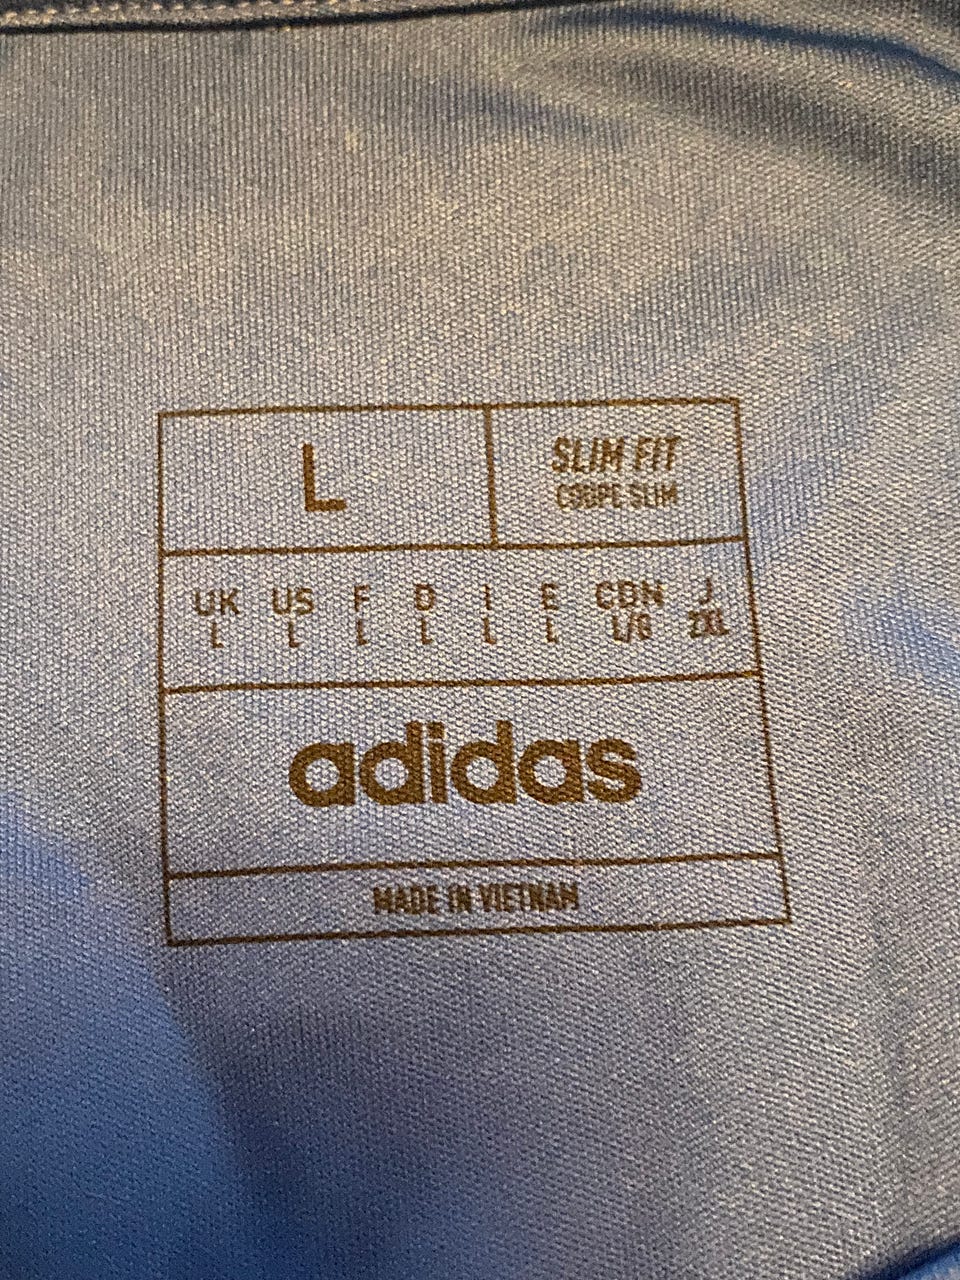 L
SLIM FIT
COUPE SLIM
UK US F D I E CDN J
L L L L L L L/G 2XL
adidas
MADE IN VIETNAM